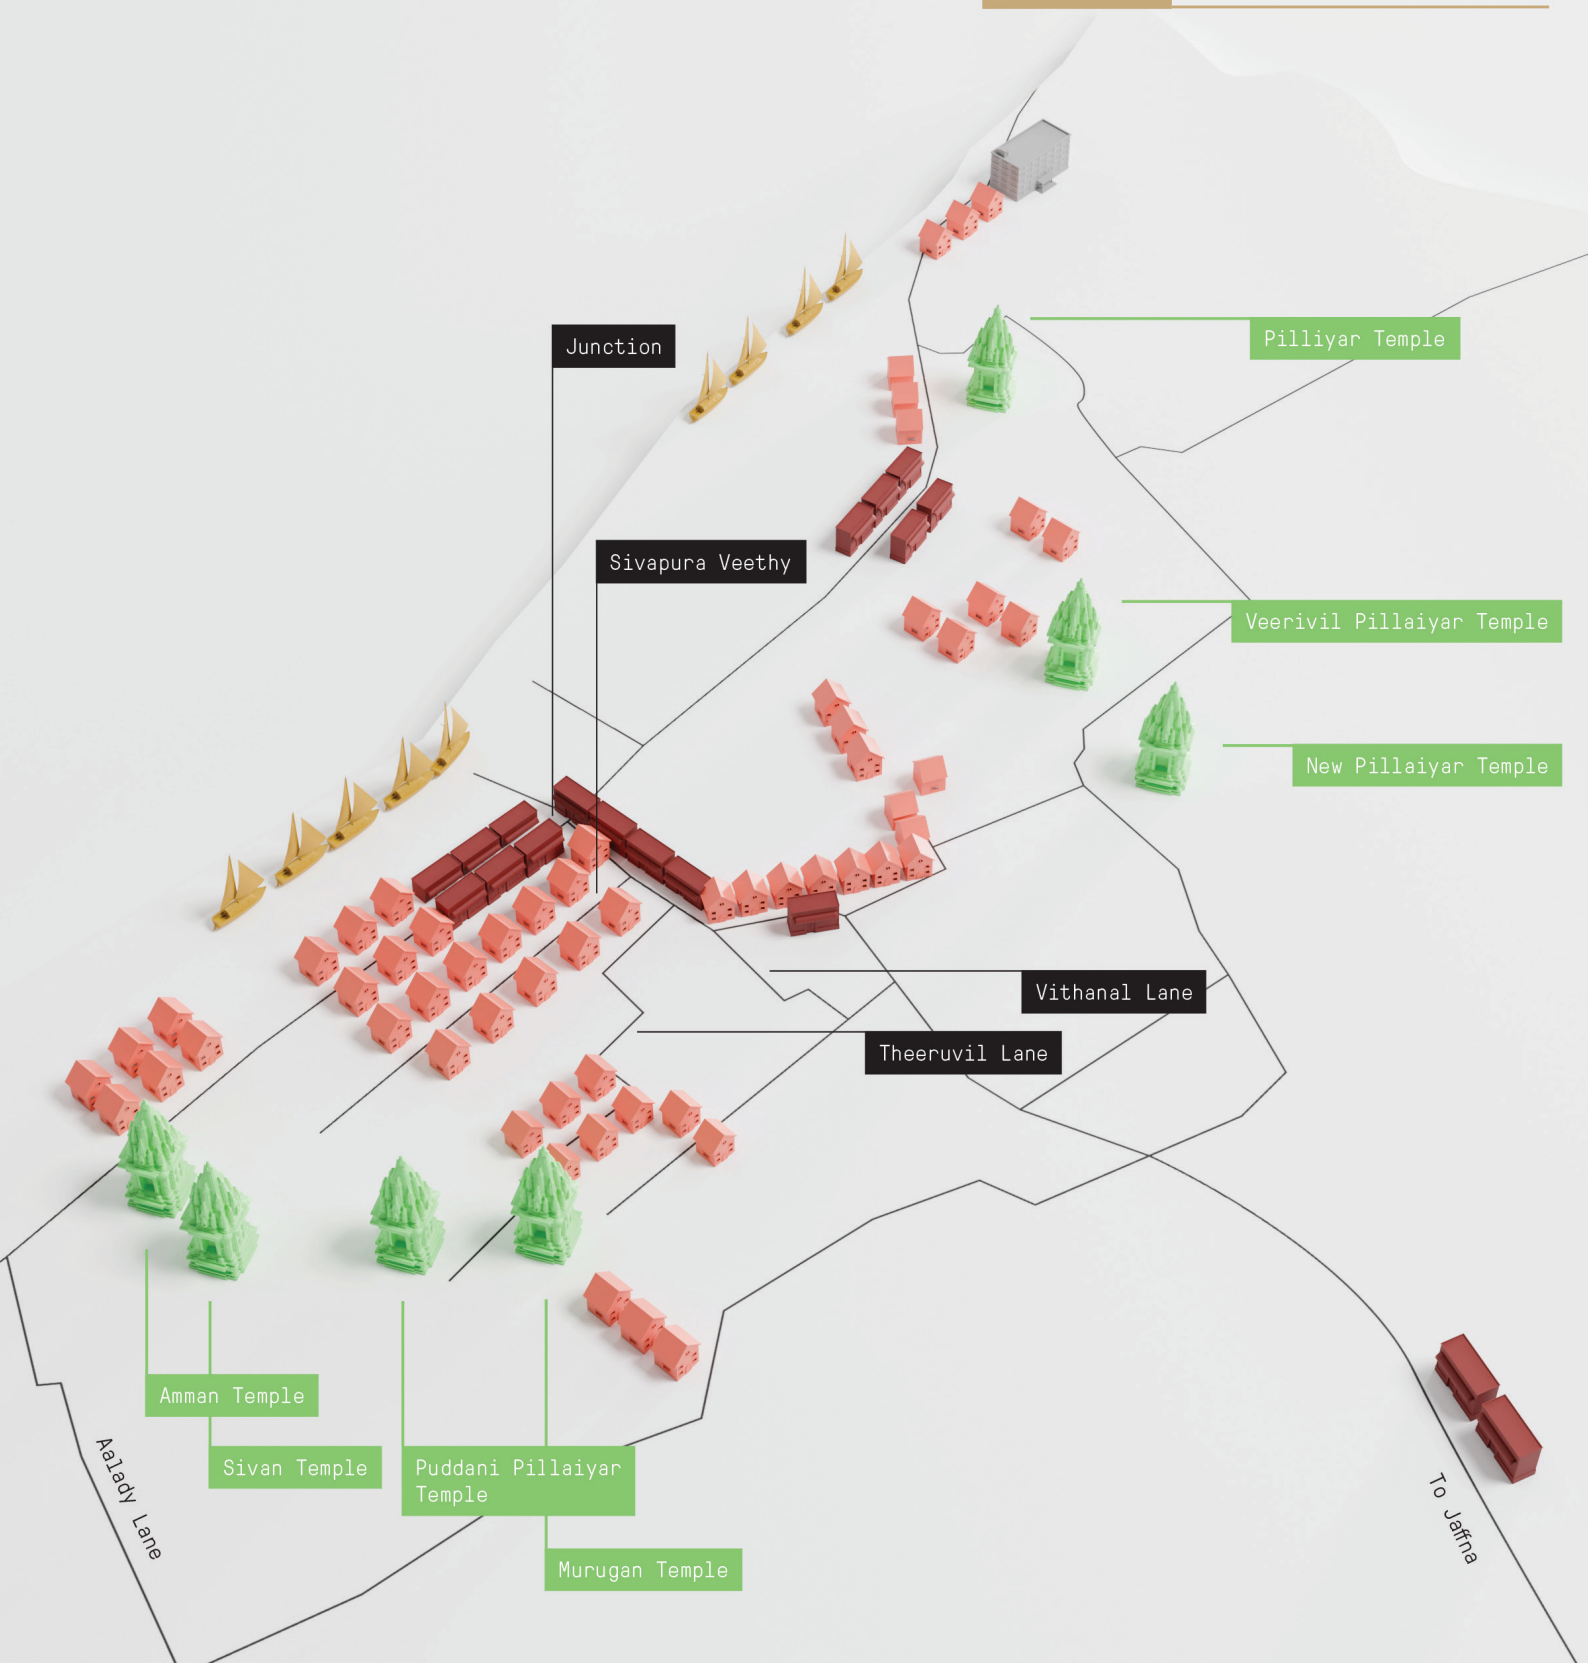 Junction
Pilliyar Temple
Sivapura Veethy
Veerivil Pillaiyar Temple
New Pillaiyar Temple
Vithanal Lane
Theeruvil Lane
Amman Temple
Sivan Temple
Puddani Pillaiyar
Temple
Murugan Temple
Aalady Lane
To Jaffna